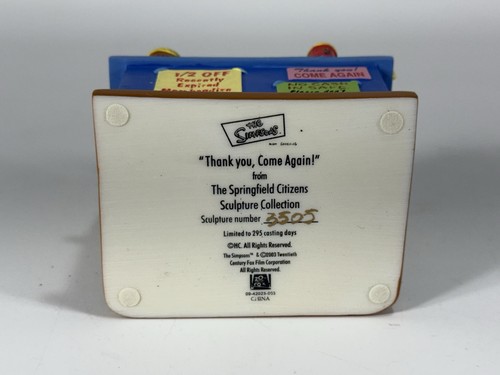 1/2 OFF
Recently
Expired
Merchandise
Thank you!
COME AGAIN
THE
SIMPSONS
"Thank you, Come Again!"
from
The Springfield Citizens
Sculpture Collection
Sculpture number 3505
Limited to 295 casting days
©HC. All Rights Reserved.
The Simpsons™ & ©2003 Twentieth
Century Fox Film Corporation
All Rights Reserved.
CHINA